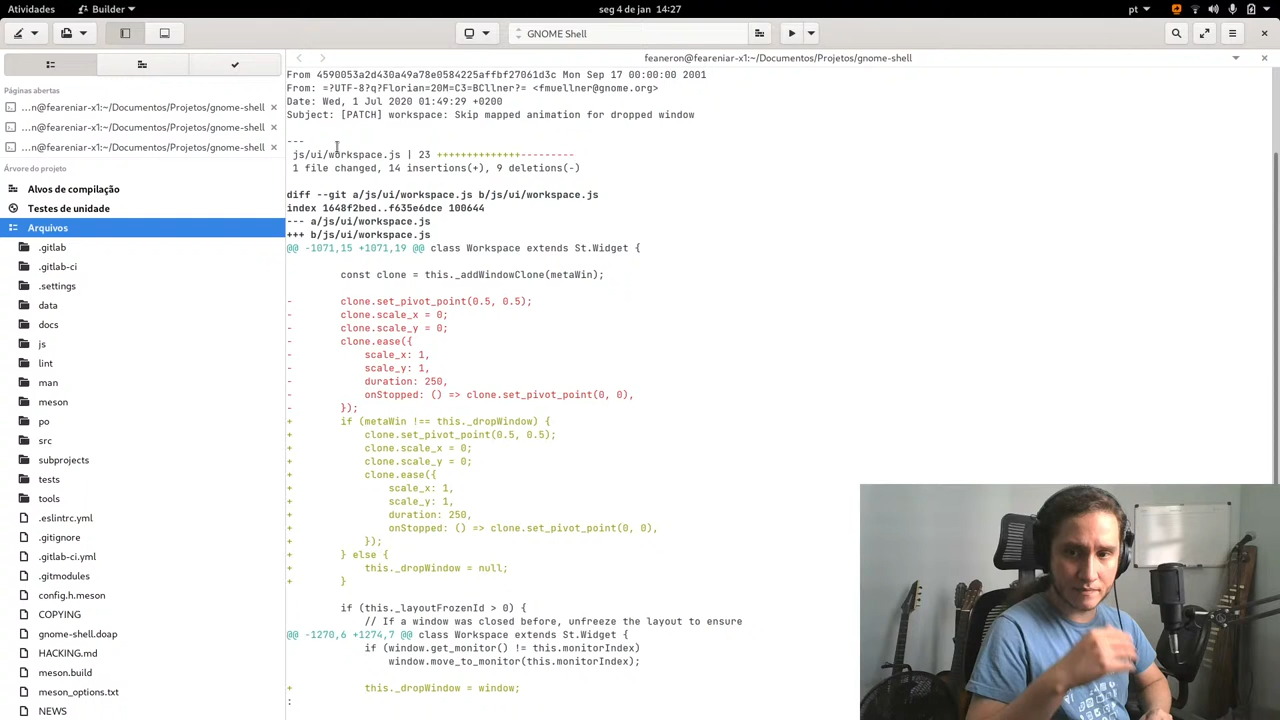 Atividades
Builder
seg 4 de jan 14:27
pt
GNOME Shell
feaneron@feareniar-x1:~/Documentos/Projetos/gnome-shell
Páginas abertas
...n@feareniar-x1:~/Documentos/Projetos/gnome-shell
...n@feareniar-x1:~/Documentos/Projetos/gnome-shell
...n@feareniar-x1:~/Documentos/Projetos/gnome-shell
Árvore do projeto
Alvos de compilação
Testes de unidade
Arquivos
.gitlab
.gitlab-ci
.settings
data
docs
js
lint
man
meson
po
src
subprojects
tests
tools
.eslintrc.yml
.gitignore
.gitlab-ci.yml
.gitmodules
config.h.meson
COPYING
gnome-shell.doap
HACKING.md
meson.build
meson_options.txt
NEWS
From 4590053a2d430a49a78e0584225affbf27061d3c Mon Sep 17 00:00:00 2001
From: =?UTF-8?q?Florian=20M=C3=BCllner?= <fmuellner@gnome.org>
Date: Wed, 1 Jul 2020 01:49:29 +0200
Subject: [PATCH] workspace: Skip mapped animation for dropped window
---
js/ui/workspace.js | 23 ++++++++++++++---------
1 file changed, 14 insertions(+), 9 deletions(-)
diff --git a/js/ui/workspace.js b/js/ui/workspace.js
index 1648f2bed..f635e6dce 100644
--- a/js/ui/workspace.js
+++ b/js/ui/workspace.js
@@ -1071,15 +1071,19 @@ class Workspace extends St.Widget {
const clone = this._addWindowClone(metaWin);
-        clone.set_pivot_point(0.5, 0.5);
-        clone.scale_x = 0;
-        clone.scale_y = 0;
-        clone.ease({
-            scale_x: 1,
-            scale_y: 1,
-            duration: 250,
-            onStopped: () => clone.set_pivot_point(0, 0),
-        });
+        if (metaWin !== this._dropWindow) {
+            clone.set_pivot_point(0.5, 0.5);
+            clone.scale_x = 0;
+            clone.scale_y = 0;
+            clone.ease({
+                scale_x: 1,
+                scale_y: 1,
+                duration: 250,
+                onStopped: () => clone.set_pivot_point(0, 0),
+            });
+        } else {
+            this._dropWindow = null;
+        }
if (this._layoutFrozenId > 0) {
// If a window was closed before, unfreeze the layout to ensure
@@ -1270,6 +1274,7 @@ class Workspace extends St.Widget {
if (window.get_monitor() != this.monitorIndex)
window.move_to_monitor(this.monitorIndex);
+            this._dropWindow = window;
: